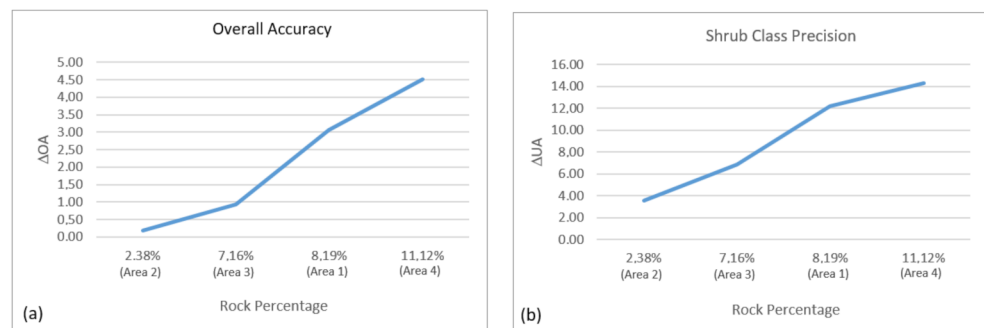 Overall Accuracy
5.00
4.50
4.00
3.50
3.00
2.50
2.00
1.50
1.00
0.50
0.00
ΔOA
2.38% 7,16% 8,19% 11,12%
(Area 2) (Area 3) (Area 1) (Area 4)
Rock Percentage
(a)
Shrub Class Precision
16.00
14.00
12.00
10.00
8.00
6.00
4.00
2.00
0.00
ΔUA
2.38% 7,16% 8,19% 11,12%
(Area 2) (Area 3) (Area 1) (Area 4)
Rock Percentage
(b)